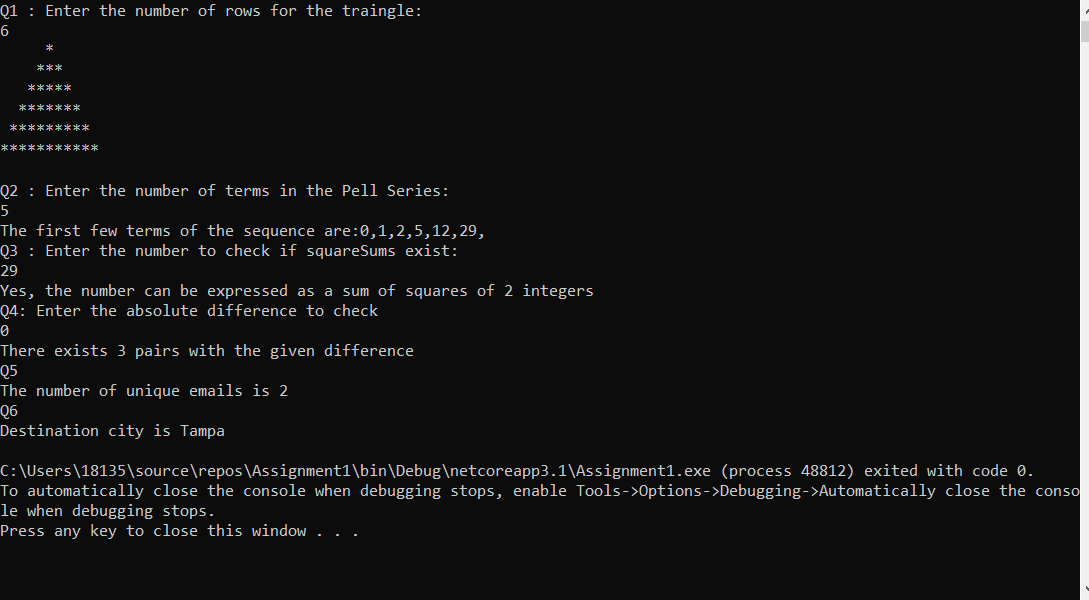 Q1 : Enter the number of rows for the traingle:
6
     *
    ***
   *****
  *******
 *********
***********
Q2 : Enter the number of terms in the Pell Series:
5
The first few terms of the sequence are:0,1,2,5,12,29,
Q3 : Enter the number to check if squareSums exist:
29
Yes, the number can be expressed as a sum of squares of 2 integers
Q4: Enter the absolute difference to check
0
There exists 3 pairs with the given difference
Q5
The number of unique emails is 2
Q6
Destination city is Tampa
C:\Users\18135\source\repos\Assignment1\bin\Debug\netcoreapp3.1\Assignment1.exe (process 48812) exited with code 0.
To automatically close the console when debugging stops, enable Tools->Options->Debugging->Automatically close the conso
le when debugging stops.
Press any key to close this window . . .